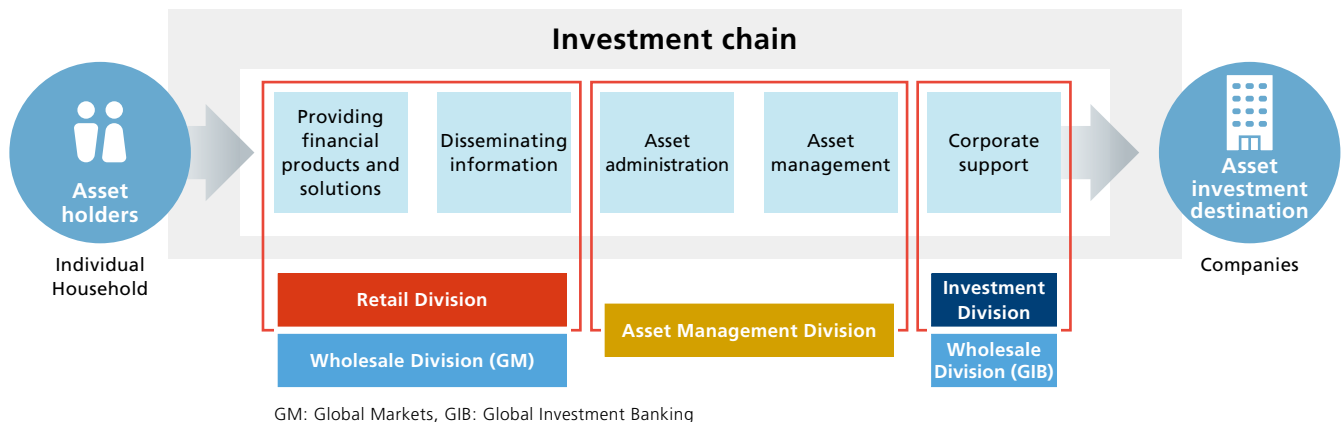 Investment chain
Asset
holders
Individual
Household
Providing
financial
products and
solutions
Disseminating
information
Asset
administration
Asset
management
Corporate
support
Asset
investment
destination
Companies
Retail Division
Wholesale Division (GM)
Asset Management Division
Investment
Division
Wholesale
Division (GIB)
GM: Global Markets, GIB: Global Investment Banking